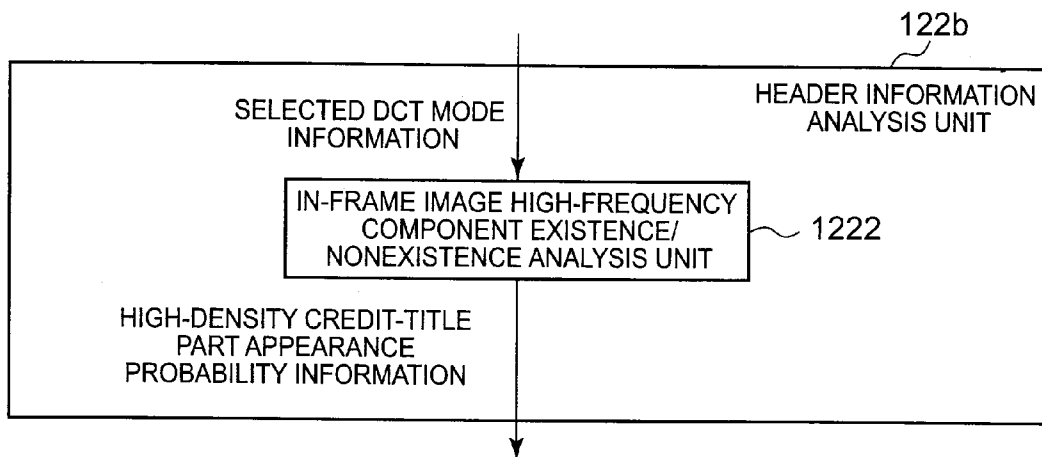 122b
HEADER INFORMATION
ANALYSIS UNIT
SELECTED DCT MODE
INFORMATION
IN-FRAME IMAGE HIGH-FREQUENCY
COMPONENT EXISTENCE/
NONEXISTENCE ANALYSIS UNIT
1222
HIGH-DENSITY CREDIT-TITLE
PART APPEARANCE
PROBABILITY INFORMATION